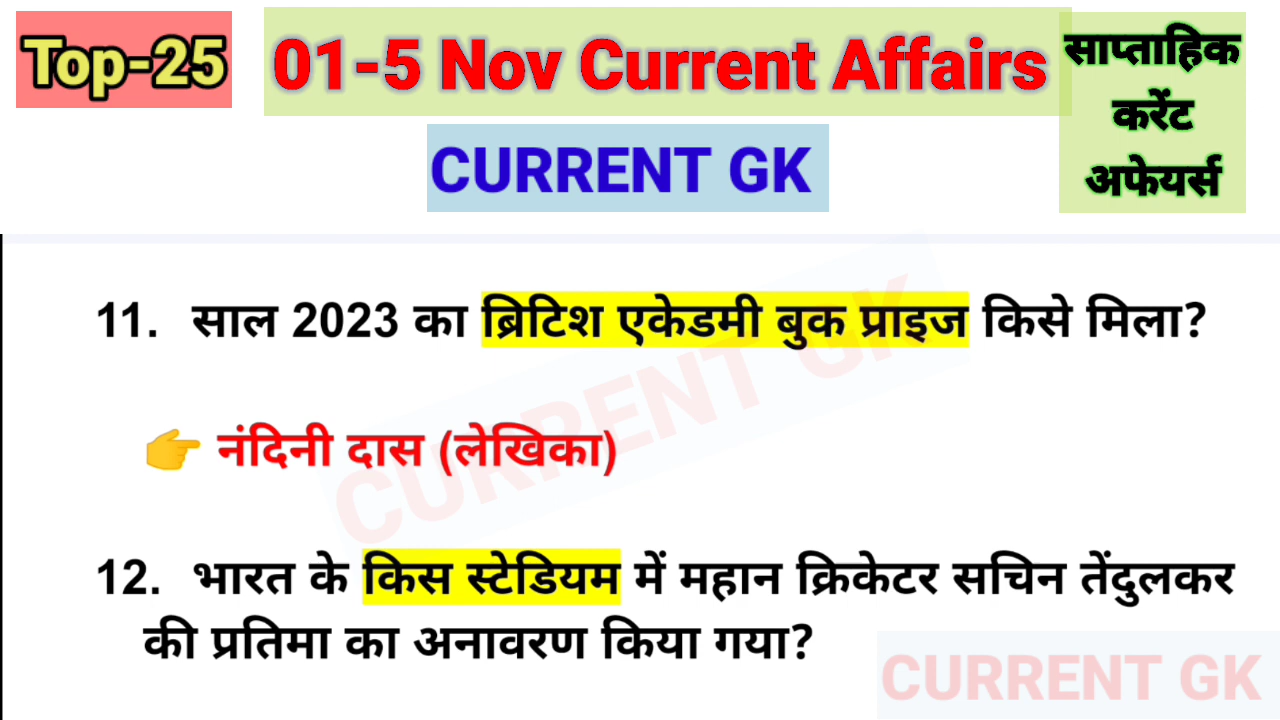 Top-25
01-5 Nov Current Affairs
साप्ताहिक
करेंट
अफेयर्स
CURRENT GK
11. साल 2023 का ब्रिटिश एकेडमी बुक प्राइज किसे मिला?
👉 नंदिनी दास (लेखिका)
CURRENT GK
12. भारत के किस स्टेडियम में महान क्रिकेटर सचिन तेंदुलकर
की प्रतिमा का अनावरण किया गया?
CURRENT GK